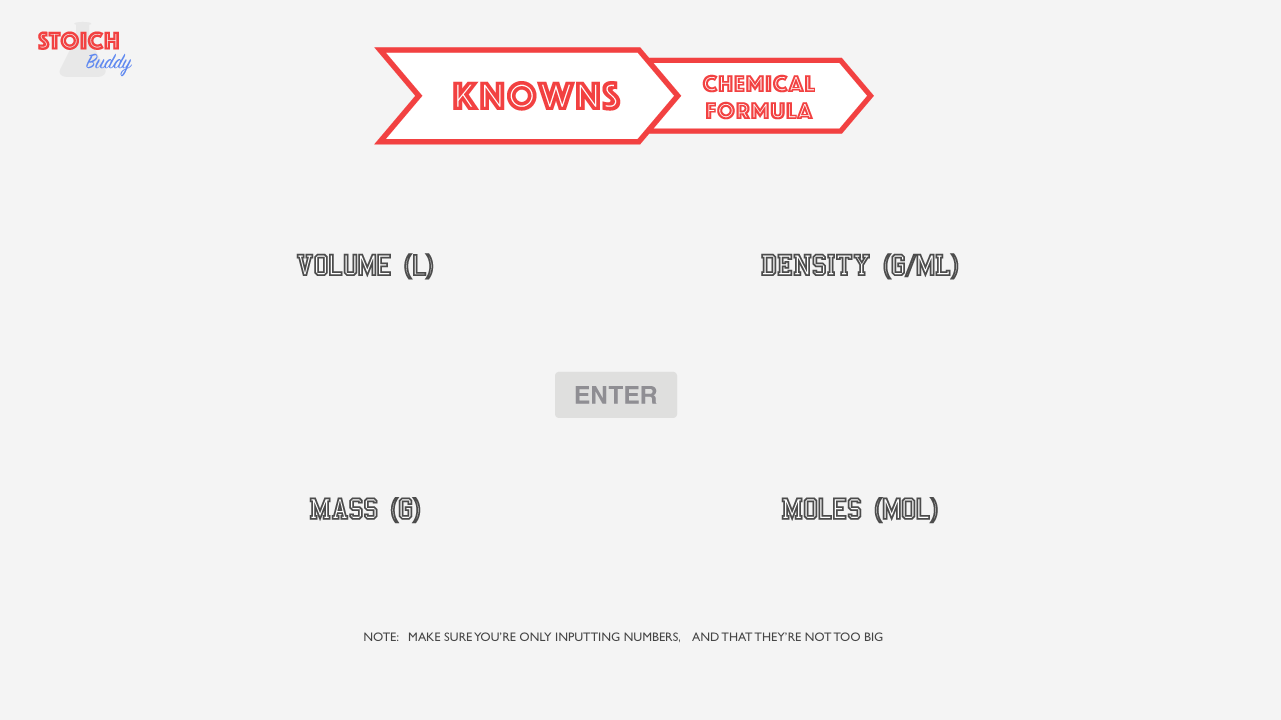 STOICH
Buddy
KNOWNS
CHEMICAL
FORMULA
VOLUME (L)
DENSITY (G/ML)
ENTER
MASS (G)
MOLES (MOL)
NOTE: MAKE SURE YOU'RE ONLY INPUTTING NUMBERS, AND THAT THEY'RE NOT TOO BIG